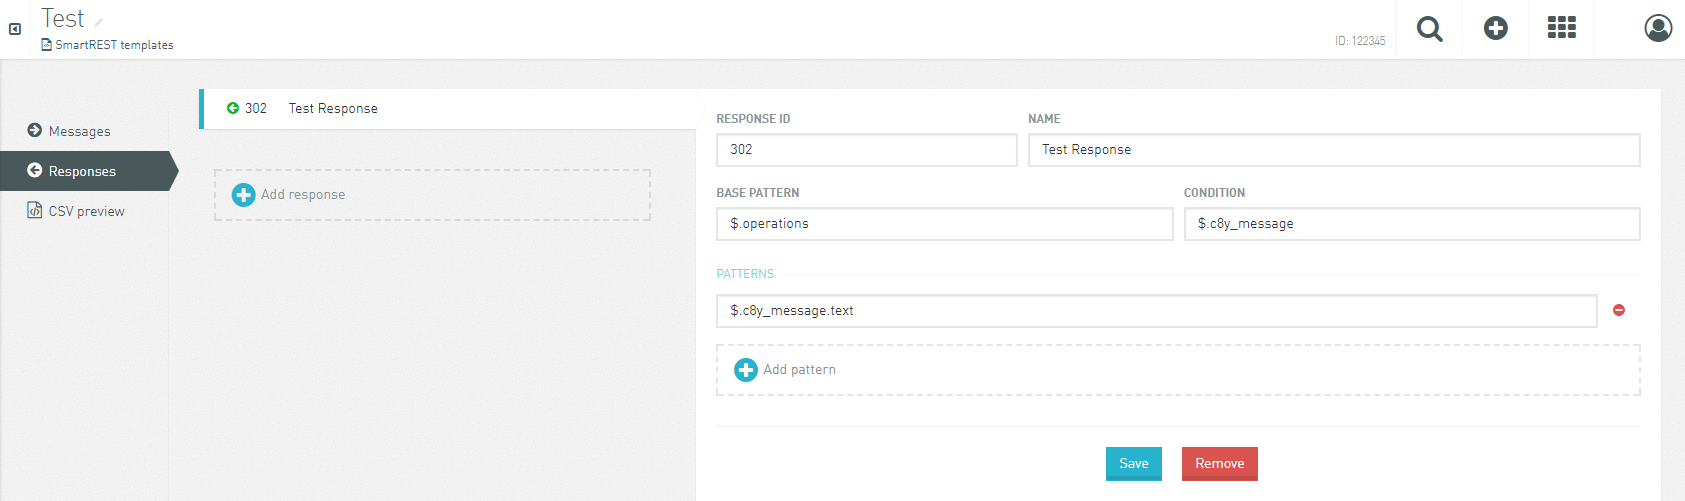 Test
SmartREST templates
ID: 122345
Messages
Responses
CSV preview
302 Test Response
Add response
RESPONSE ID NAME
302 Test Response
BASE PATTERN CONDITION
$.operations $.c8y_message
PATTERNS
$.c8y_message.text
Add pattern
Save Remove